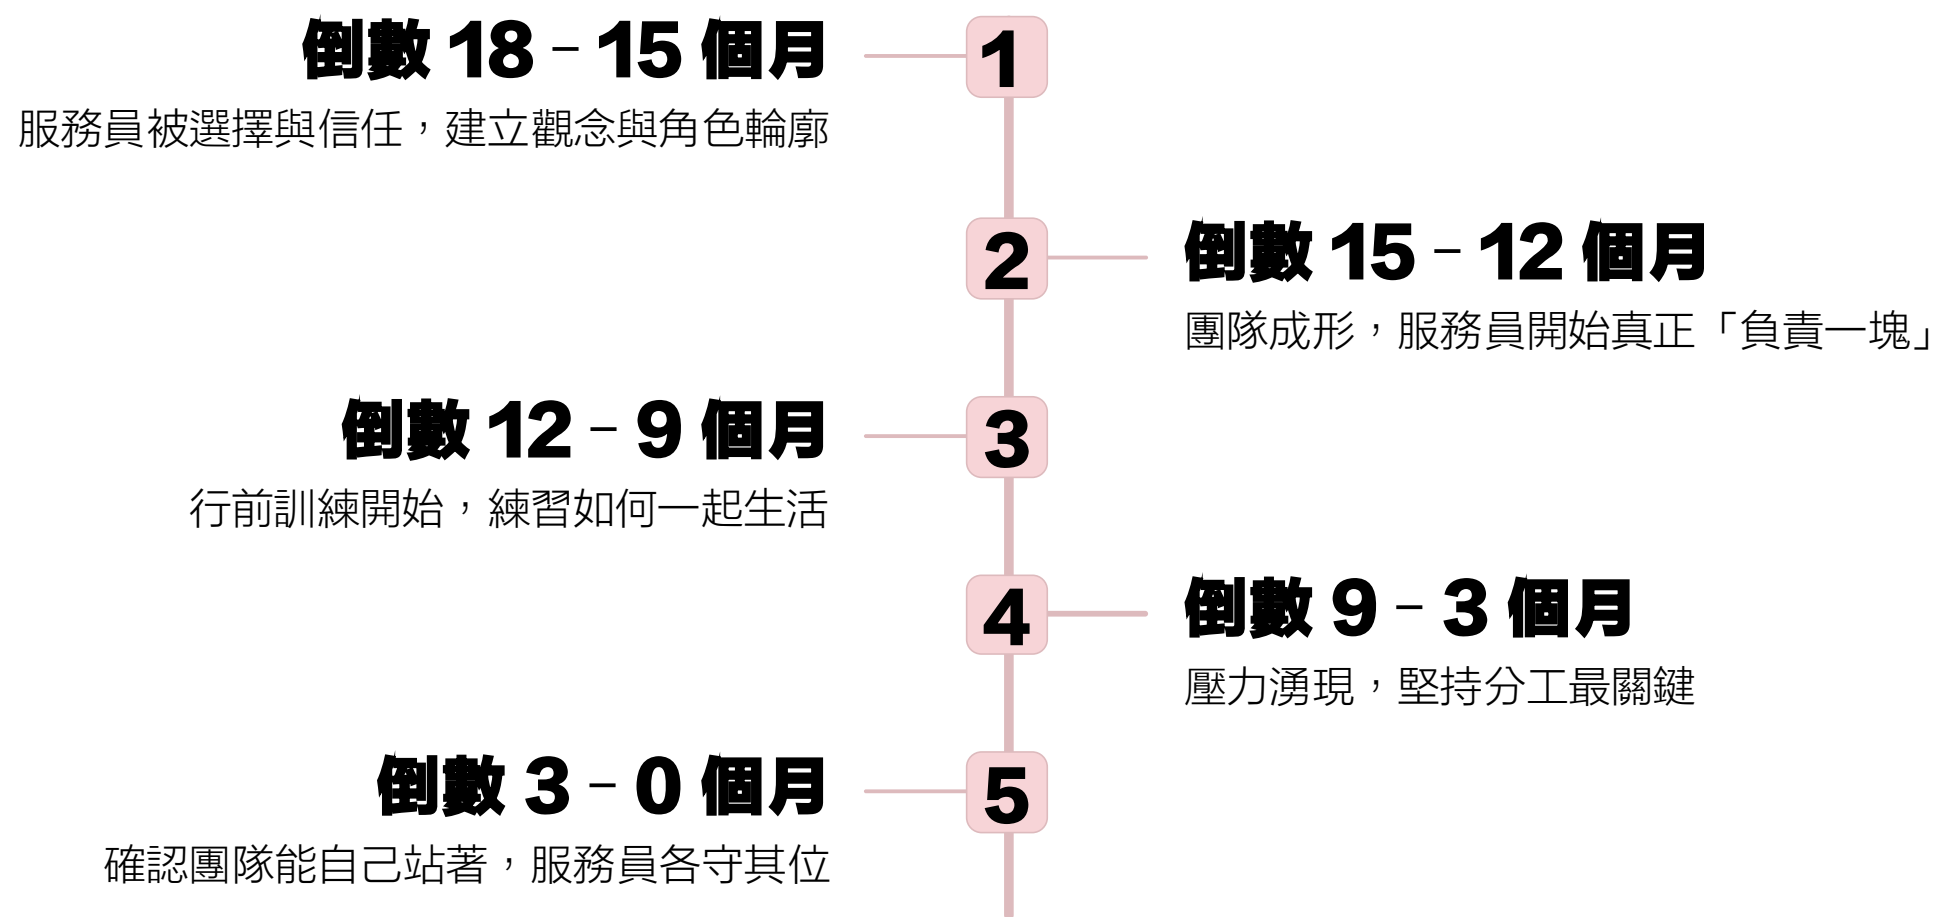 倒數 18 – 15 個月
1
服務員被選擇與信任，建立觀念與角色輪廓
2
倒數 15 – 12 個月
團隊成形，服務員開始真正「負責一塊」
倒數 12 – 9 個月
3
行前訓練開始，練習如何一起生活
4
倒數 9 – 3 個月
壓力湧現，堅持分工最關鍵
倒數 3 – 0 個月
5
確認團隊能自己站著，服務員各守其位